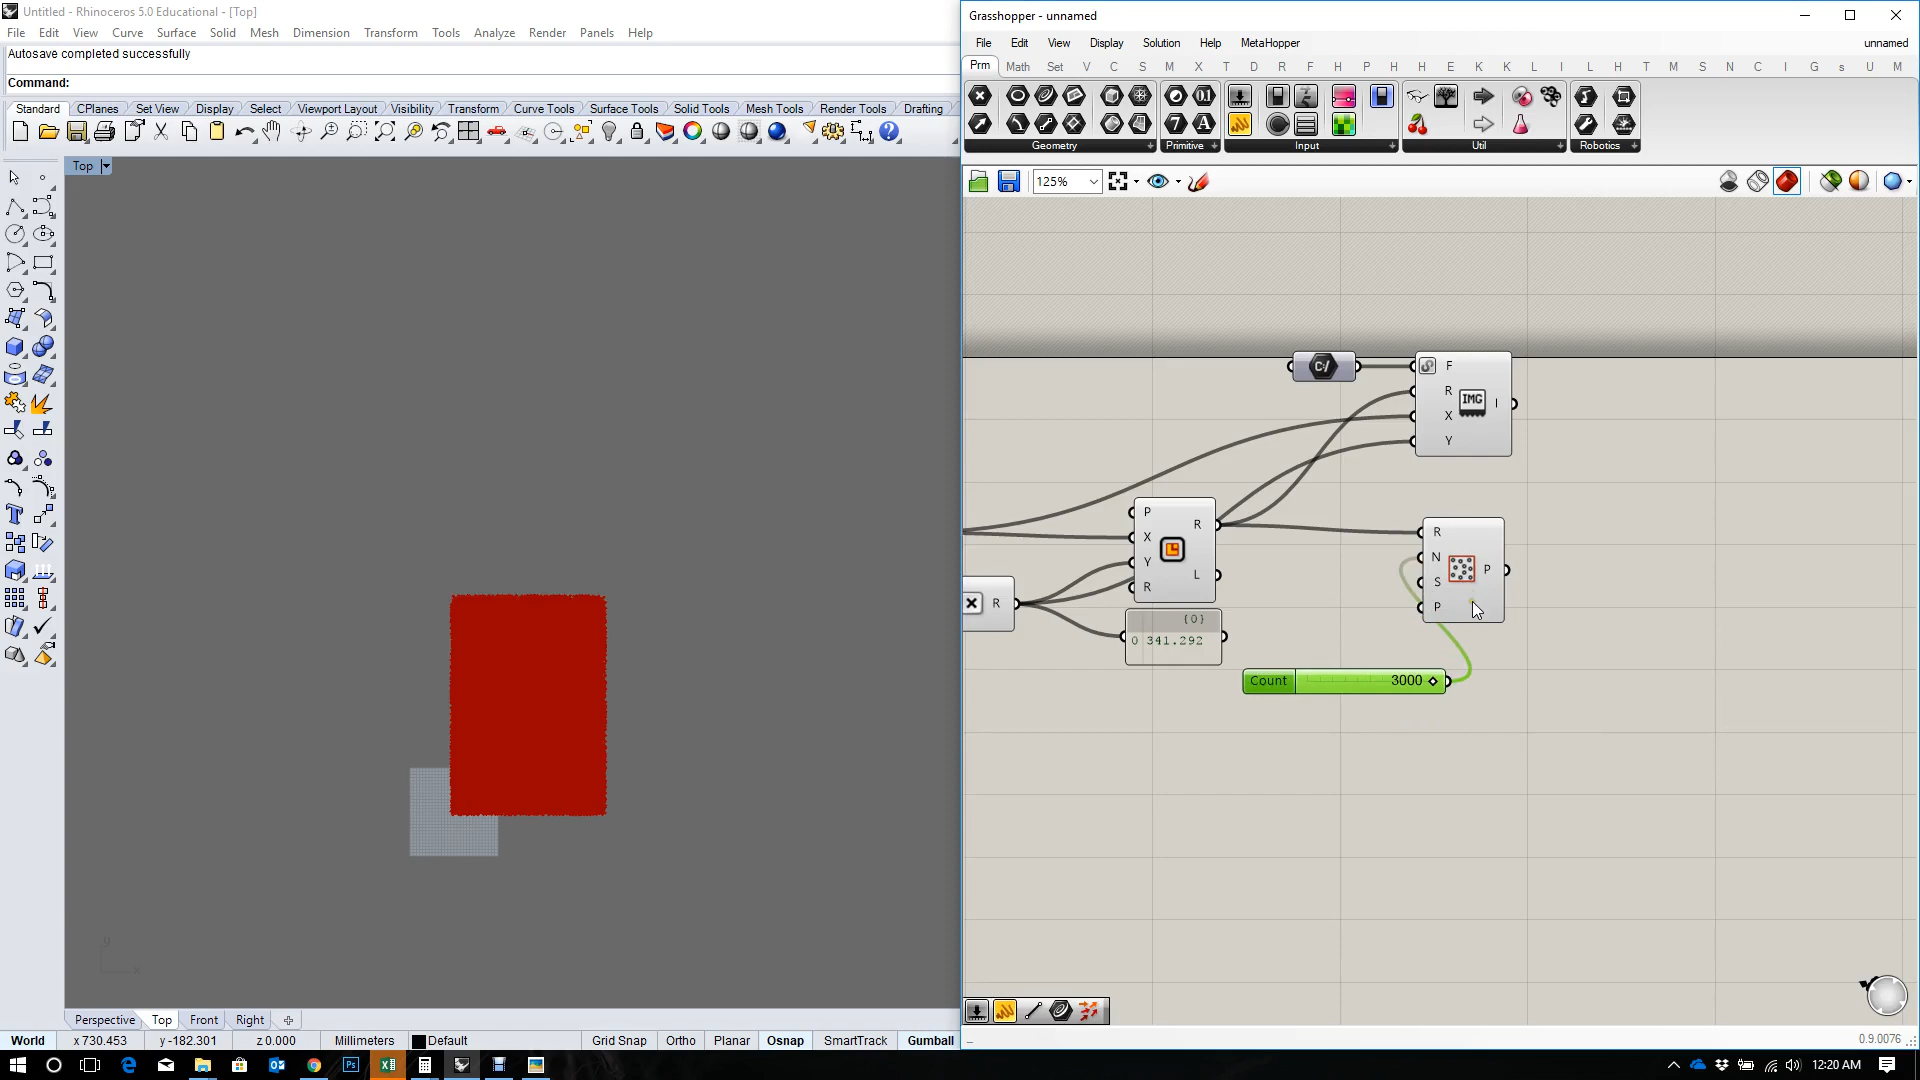 Untitled - Rhinoceros 5.0 Educational - [Top]
File Edit View Curve Surface Solid Mesh Dimension Transform Tools Analyze Render Panels Help
Autosave completed successfully
Command:
Standard CPlanes Set View Display Select Viewport Layout Visibility Transform Curve Tools Surface Tools Solid Tools Mesh Tools Render Tools Drafting
Top
y
x
Perspective Top Front Right
World x 730.453 y -182.301 z 0.000 Millimeters Default Grid Snap Ortho Planar Osnap SmartTrack Gumball
Grasshopper - unnamed
File Edit View Display Solution Help MetaHopper unnamed
Prm Math Set V C S M X T D R F H P H H E K K L I L H T M S N C I G s U M
Geometry Primitive Input Util Robotics
125%
C/
F
R
X
Y
IMG
I
P
X
Y
R
R
L
R
N
S
P
P
R
{0}
0 341.292
Count 3000
0.9.0076
12:20 AM